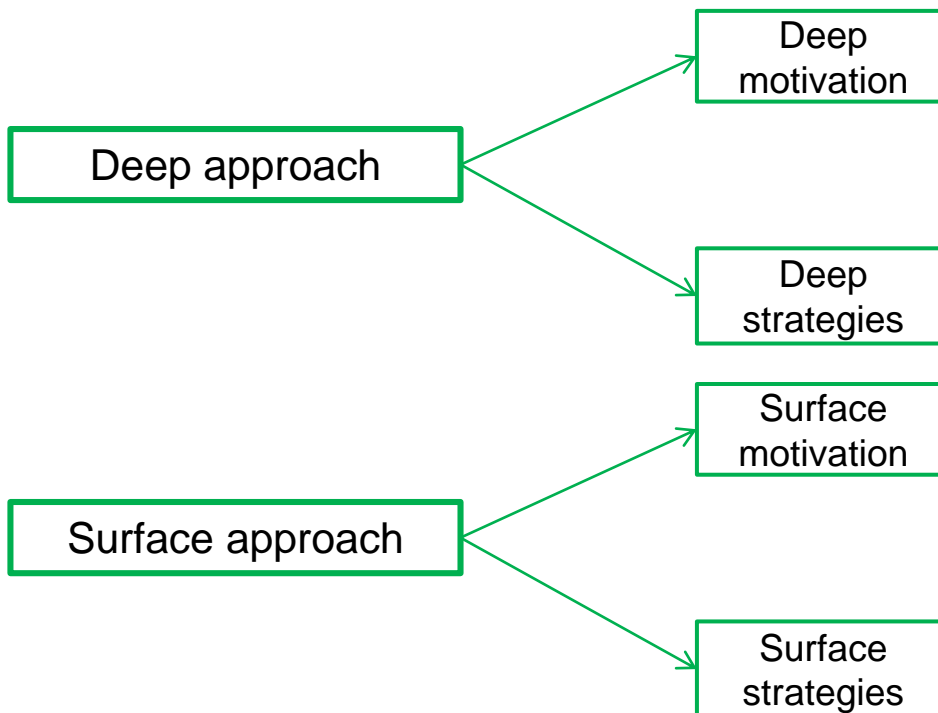 Deep
motivation
Deep approach
Deep
strategies
Surface
motivation
Surface approach
Surface
strategies